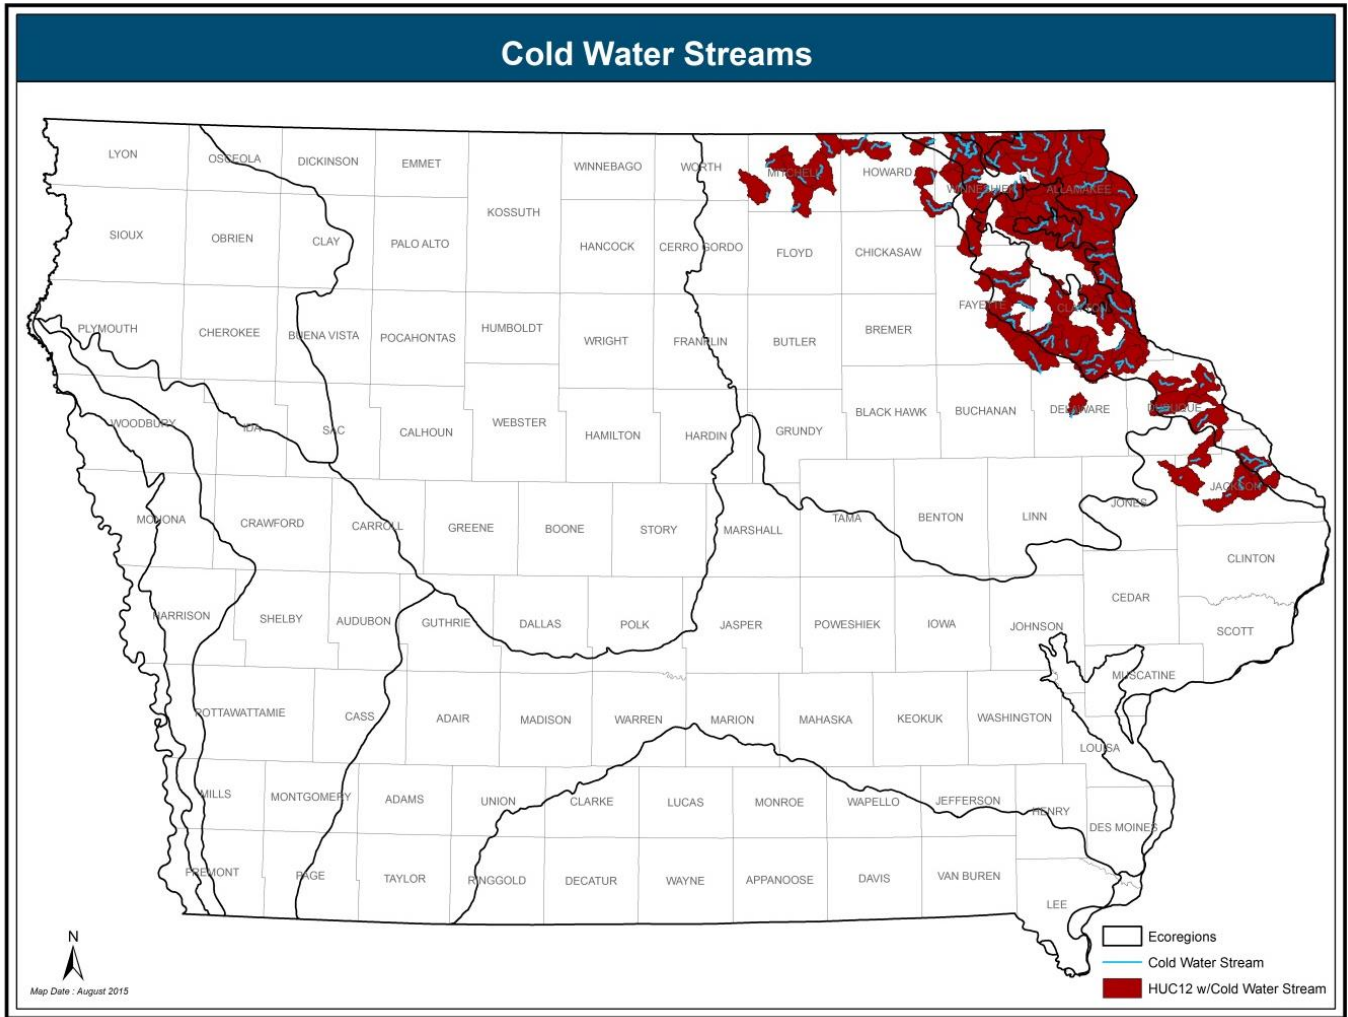 Cold Water Streams
LYON
OSCEOLA
DICKINSON
EMMET
WINNEBAGO
WORTH
MITCHELL
HOWARD
WINNESHIEK
ALLAMAKEE
KOSSUTH
SIOUX
OBRIEN
CLAY
PALO ALTO
HANCOCK
CERRO GORDO
FLOYD
CHICKASAW
FAYETTE
CLAYTON
PLYMOUTH
CHEROKEE
BUENA VISTA
POCAHONTAS
HUMBOLDT
WRIGHT
FRANKLIN
BUTLER
BREMER
WOODBURY
IDA
SAC
CALHOUN
WEBSTER
HAMILTON
HARDIN
GRUNDY
BLACK HAWK
BUCHANAN
DELAWARE
DUBUQUE
JACKSON
MONONA
CRAWFORD
CARROLL
GREENE
BOONE
STORY
MARSHALL
TAMA
BENTON
LINN
JONES
CLINTON
HARRISON
SHELBY
AUDUBON
GUTHRIE
DALLAS
POLK
JASPER
POWESHIEK
IOWA
JOHNSON
CEDAR
SCOTT
MUSCATINE
POTTAWATTAMIE
CASS
ADAIR
MADISON
WARREN
MARION
MAHASKA
KEOKUK
WASHINGTON
LOUISA
MILLS
MONTGOMERY
ADAMS
UNION
CLARKE
LUCAS
MONROE
WAPELLO
JEFFERSON
HENRY
DES MOINES
FREMONT
PAGE
TAYLOR
RINGGOLD
DECATUR
WAYNE
APPANOOSE
DAVIS
VAN BUREN
LEE
N
Map Date : August 2015
Ecoregions
Cold Water Stream
HUC12 w/Cold Water Stream